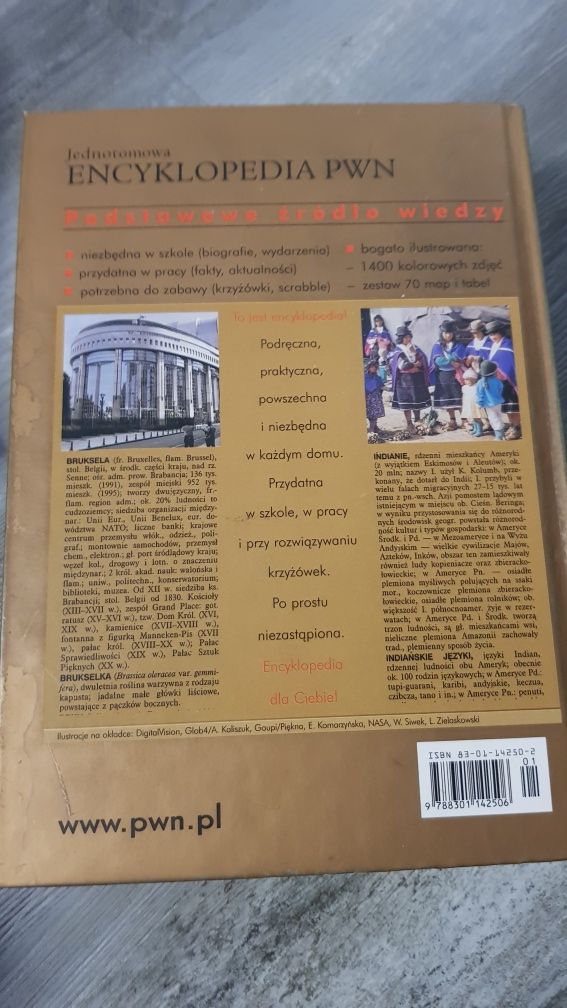 Jednotomowa
ENCYKLOPEDIA PWN
Podstawowe źródło wiedzy
niezbędna w szkole (biografie, wydarzenia)
przydatna w pracy (fakty, aktualności)
potrzebna do zabawy (krzyżówki, scrabble)
bogato ilustrowana:
– 1400 kolorowych zdjęć
– zestaw 70 map i tabel
BRUKSELA (fr. Bruxelles, flam. Brussel),
stol. Belgii, w środk. części kraju, nad rz.
Senne; ośr. adm. prow. Brabancja; 136 tys.
mieszk. (1991), zespół miejski 952 tys.
mieszk. (1995); tworzy dwujęzyczny, fr.-
flam. region adm.; ok. 20% ludności to
cudzoziemcy; siedziba organizacji między-
nar.: Unii Eur., Unii Benelux, eur. do-
wództwa NATO; liczne banki; krajowe
centrum przemysłu włók., odzież., poli-
graf.; montownie samochodów, przemysł
chem., elektron.; gł. port śródlądowy kraju;
węzeł kol., drogowy i lotn. o znaczeniu
międzynar.; 2 król. akad. nauk: walońska i
flam.; uniw., politechn., konserwatorium;
biblioteki, muzea. Od XII w. siedziba ks.
Brabancji; stol. Belgii od 1830. Kościoły
(XIII–XVII w.), zespół Grand Place: got.
ratusz (XV–XVI w.), tzw. Dom Król. (XVI,
XIX w.), kamienice (XVII–XVIII w.),
fontanna z figurką Manneken-Pis (XVII
w.), pałac król. (XVIII–XX w.); Pałac
Sprawiedliwości (XIX w.), Pałac Sztuk
Pięknych (XX w.).
BRUKSELKA (Brassica oleracea var. gemmi-
fera), dwuletnia roślina warzywna z rodzaju
kapusta; jadalne małe główki liściowe,
powstające z pączków bocznych.
To jest encyklopedia!
Podręczna,
praktyczna,
powszechna
i niezbędna
w każdym domu.
Przydatna
w szkole, w pracy
i przy rozwiązywaniu
krzyżówek.
Po prostu
niezastąpiona.
Encyklopedia
dla Ciebie!
INDIANIE, rdzenni mieszkańcy Ameryki
(z wyjątkiem Eskimosów i Aleutów); ok.
20 mln; nazwy I. użył K. Kolumb, prze-
konany, że dotarł do Indii; I. przybyli w
wielu falach migracyjnych 27–15 tys. lat
temu z pn.-wsch. Azji pomostem lądowym
istniejącym w miejscu ob. Cieśn. Beringa;
w wyniku przystosowania się do różnorod-
nych środowisk geogr. powstała różnorod-
ność kultur i typów gospodarki: w Ameryce
Środk. i Pd. — w Mezoameryce i na Wyżu
Andyjskim — wielkie cywilizacje Majów,
Azteków, Inków, obszar ten zamieszkiwały
również ludy kopieniacze oraz zbieracko-
łowieckie; w Ameryce Pn. — osiadłe
plemiona myśliwych polujących na ssaki
mor., koczownicze plemiona zbieracko-
łowieckie, osiadłe plemiona rolników; ob.
większość I. północnoamer. żyje w rezer-
watach; w Ameryce Pd. i Środk. tworzą
trzon ludności, są gł. mieszkańcami wsi,
nieliczne plemiona Amazonii zachowały
trad., plemienny sposób życia.
INDIAŃSKIE JĘZYKI, języki Indian,
rdzennej ludności obu Ameryk; obecnie
ok. 100 rodzin językowych; w Ameryce Pd.:
tupi-guarani, karibi, andyjskie, keczua,
czibcza, tano i in.; w Ameryce Pn.: penuti,
Ilustracje na okładce: DigitalVision, Glob4/A. Kaliszuk, Goupi/Piękna, E. Komarzyńska, NASA, W. Siwek, L. Zielaskowski
ISBN 83-01-14250-2
01
9 788301 142506
www.pwn.pl